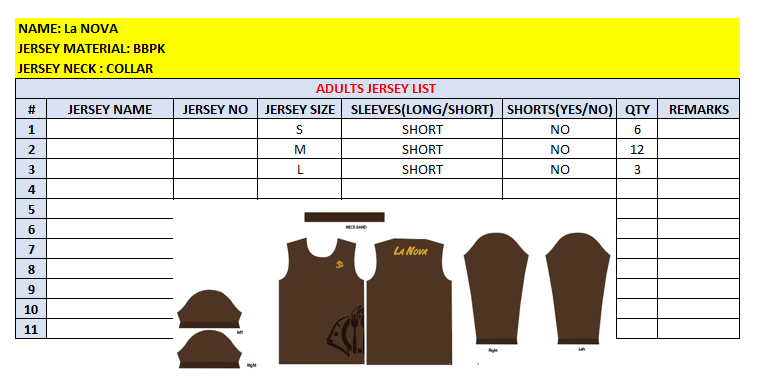 NAME: La NOVA
JERSEY MATERIAL: BBPK
JERSEY NECK : COLLAR
ADULTS JERSEY LIST
# JERSEY NAME JERSEY NO JERSEY SIZE SLEEVES(LONG/SHORT) SHORTS(YES/NO) QTY REMARKS
1 S SHORT NO 6
2 M SHORT NO 12
3 L SHORT NO 3
4
5
6
7
8
9
10
11
NECK BAND
LA NOVA
left
Right
Right
Left